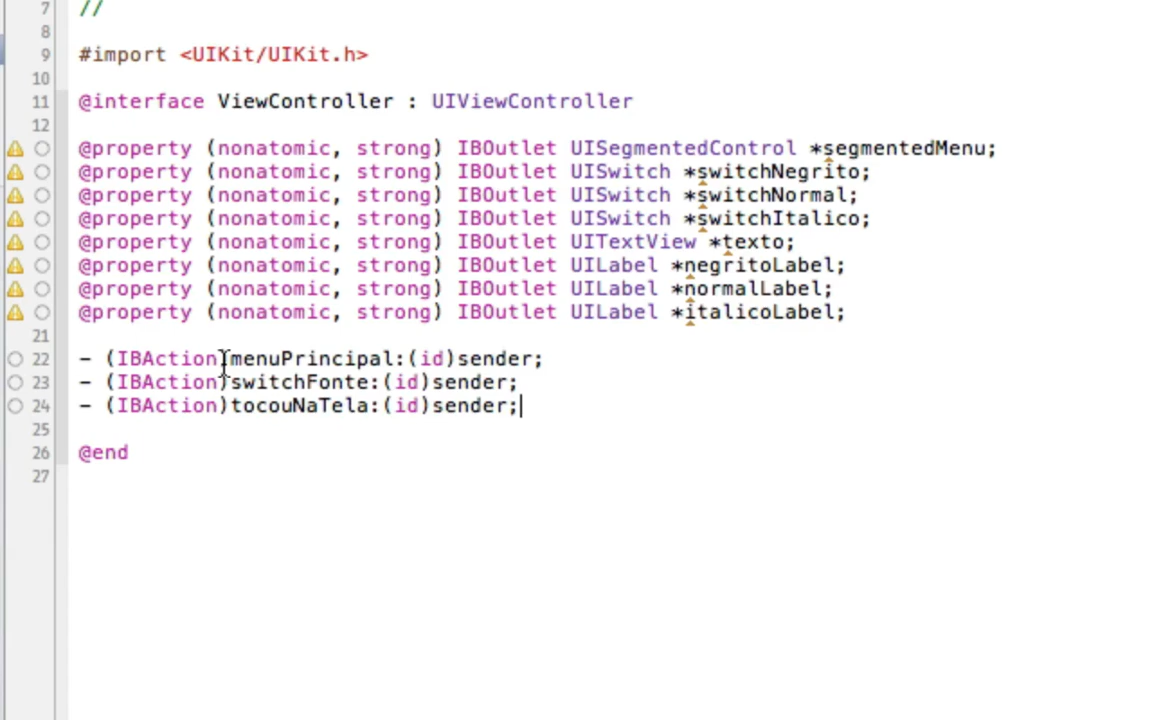 7 //
8
9 #import <UIKit/UIKit.h>
10
11 @interface ViewController : UIViewController
12
@property (nonatomic, strong) IBOutlet UISegmentedControl *segmentedMenu;
@property (nonatomic, strong) IBOutlet UISwitch *switchNegrito;
@property (nonatomic, strong) IBOutlet UISwitch *switchNormal;
@property (nonatomic, strong) IBOutlet UISwitch *switchItalico;
@property (nonatomic, strong) IBOutlet UITextView *texto;
@property (nonatomic, strong) IBOutlet UILabel *negritoLabel;
@property (nonatomic, strong) IBOutlet UILabel *normalLabel;
@property (nonatomic, strong) IBOutlet UILabel *italicoLabel;
21
22 - (IBAction)menuPrincipal:(id)sender;
23 - (IBAction)switchFonte:(id)sender;
24 - (IBAction)tocouNaTela:(id)sender;
25
26 @end
27